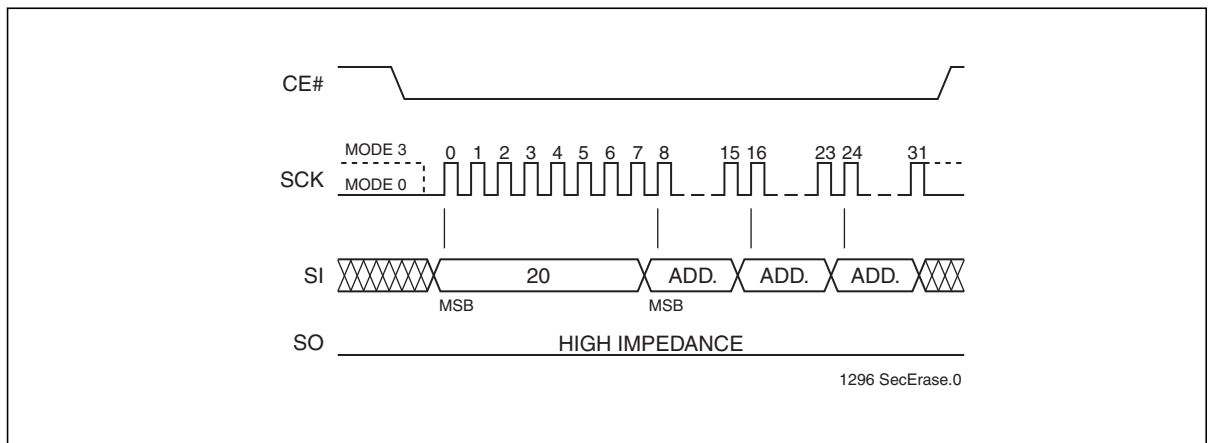 CE#
MODE 3
0 1 2 3 4 5 6 7 8 15 16 23 24 31
SCK
MODE 0
SI
20 ADD. ADD. ADD.
MSB MSB
SO
HIGH IMPEDANCE
1296 SecErase.0